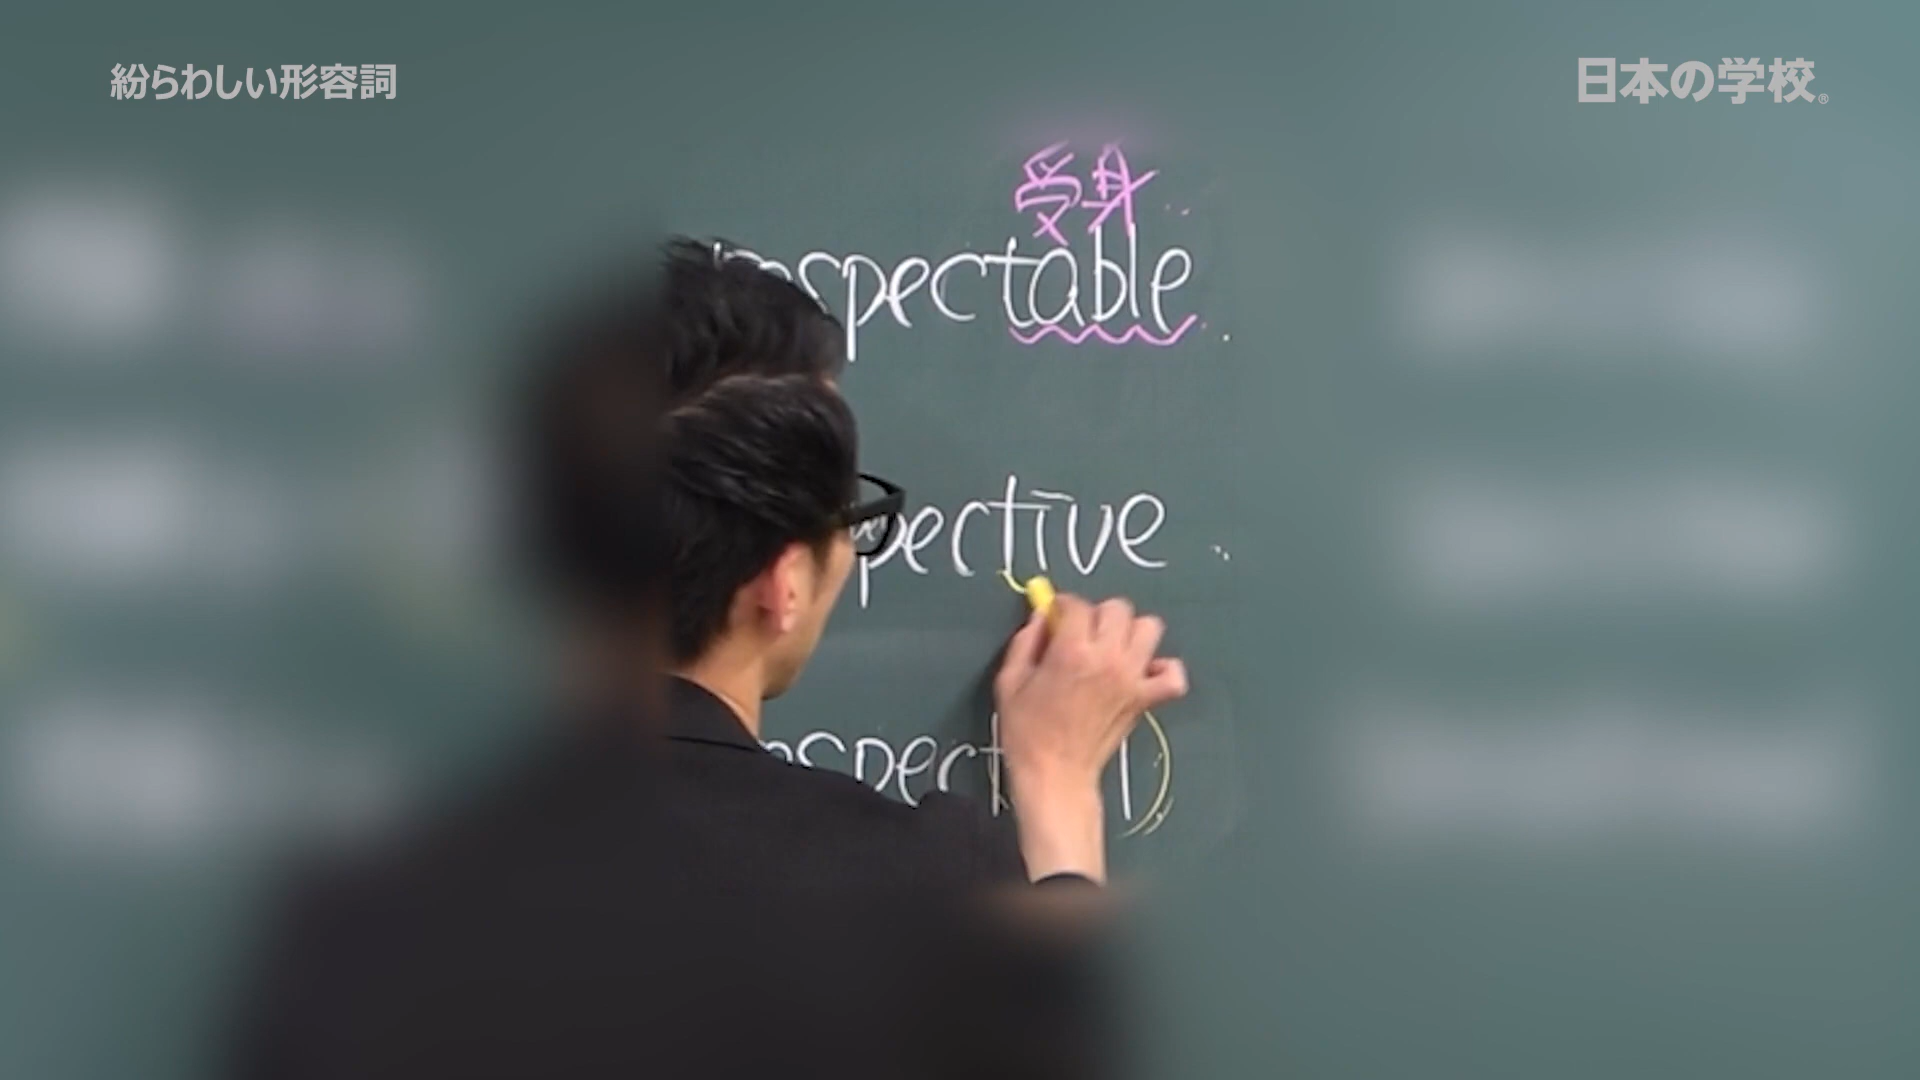 紛らわしい形容詞
日本の学校®
受身
spectable
pective
spect